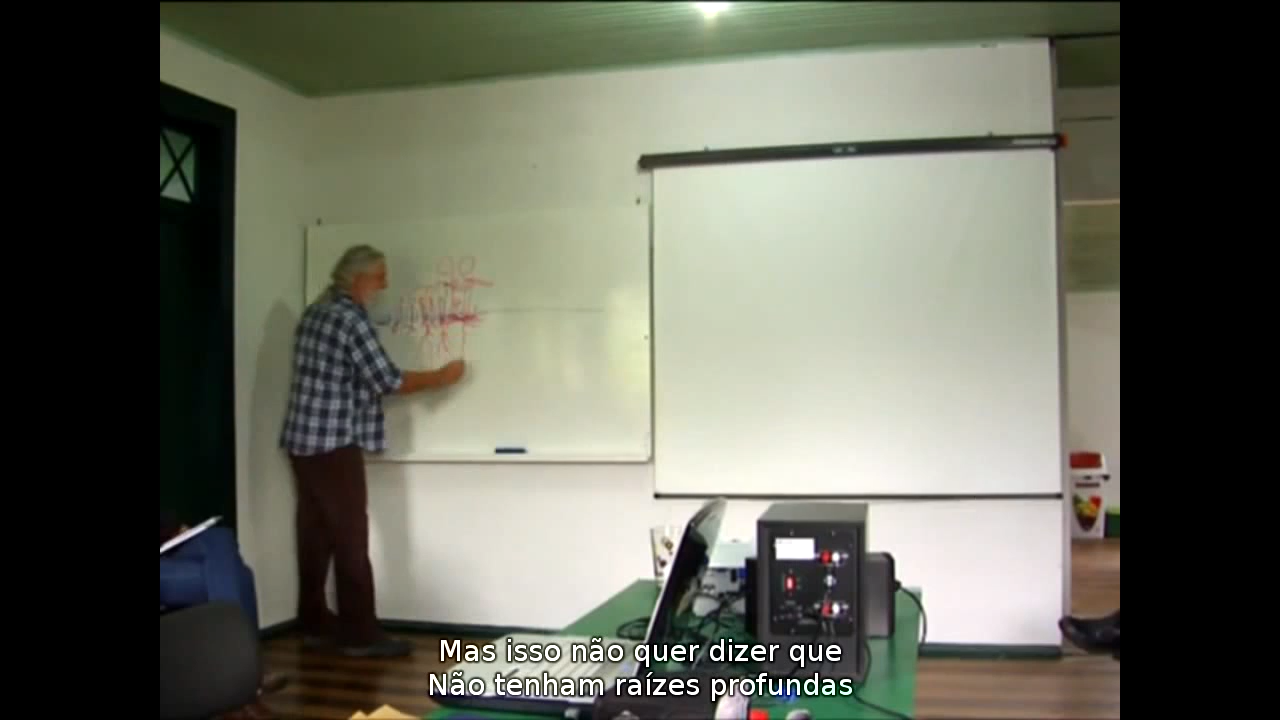 Mas isso não quer dizer que
Não tenham raízes profundas